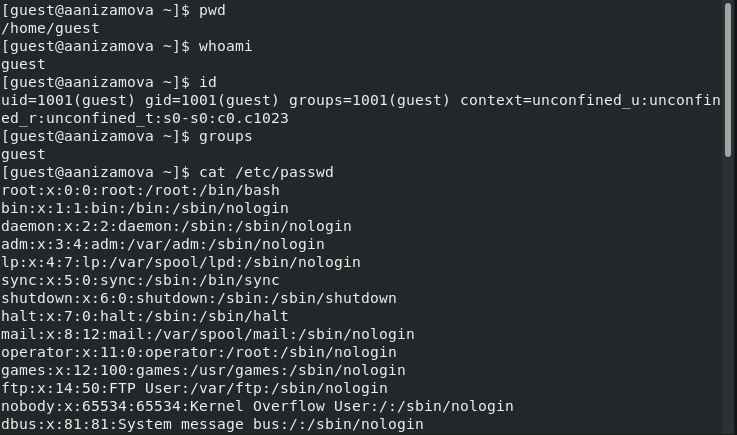 [guest@aanizamova ~]$ pwd
/home/guest
[guest@aanizamova ~]$ whoami
guest
[guest@aanizamova ~]$ id
uid=1001(guest) gid=1001(guest) groups=1001(guest) context=unconfined_u:unconfin
ed_r:unconfined_t:s0-s0:c0.c1023
[guest@aanizamova ~]$ groups
guest
[guest@aanizamova ~]$ cat /etc/passwd
root:x:0:0:root:/root:/bin/bash
bin:x:1:1:bin:/bin:/sbin/nologin
daemon:x:2:2:daemon:/sbin:/sbin/nologin
adm:x:3:4:adm:/var/adm:/sbin/nologin
lp:x:4:7:lp:/var/spool/lpd:/sbin/nologin
sync:x:5:0:sync:/sbin:/bin/sync
shutdown:x:6:0:shutdown:/sbin:/sbin/shutdown
halt:x:7:0:halt:/sbin:/sbin/halt
mail:x:8:12:mail:/var/spool/mail:/sbin/nologin
operator:x:11:0:operator:/root:/sbin/nologin
games:x:12:100:games:/usr/games:/sbin/nologin
ftp:x:14:50:FTP User:/var/ftp:/sbin/nologin
nobody:x:65534:65534:Kernel Overflow User:/:/sbin/nologin
dbus:x:81:81:System message bus:/:/sbin/nologin